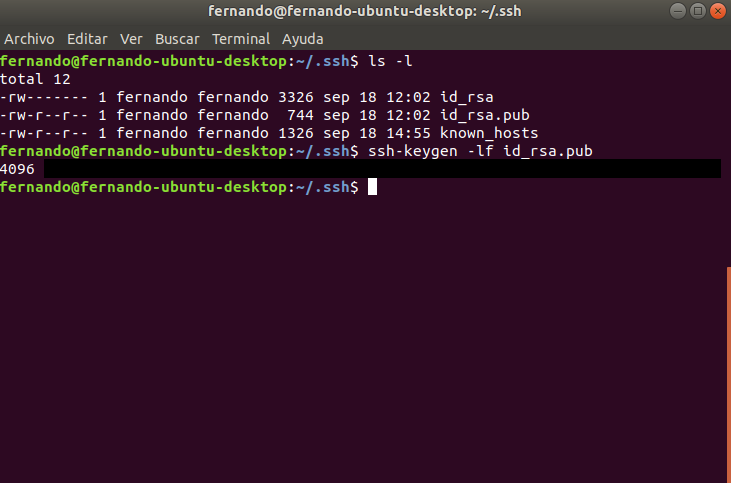 fernando@fernando-ubuntu-desktop: ~/.ssh
Archivo Editar Ver Buscar Terminal Ayuda
fernando@fernando-ubuntu-desktop:~/.ssh$ ls -l
total 12
-rw------- 1 fernando fernando 3326 sep 18 12:02 id_rsa
-rw-r--r-- 1 fernando fernando  744 sep 18 12:02 id_rsa.pub
-rw-r--r-- 1 fernando fernando 1326 sep 18 14:55 known_hosts
fernando@fernando-ubuntu-desktop:~/.ssh$ ssh-keygen -lf id_rsa.pub
4096
fernando@fernando-ubuntu-desktop:~/.ssh$